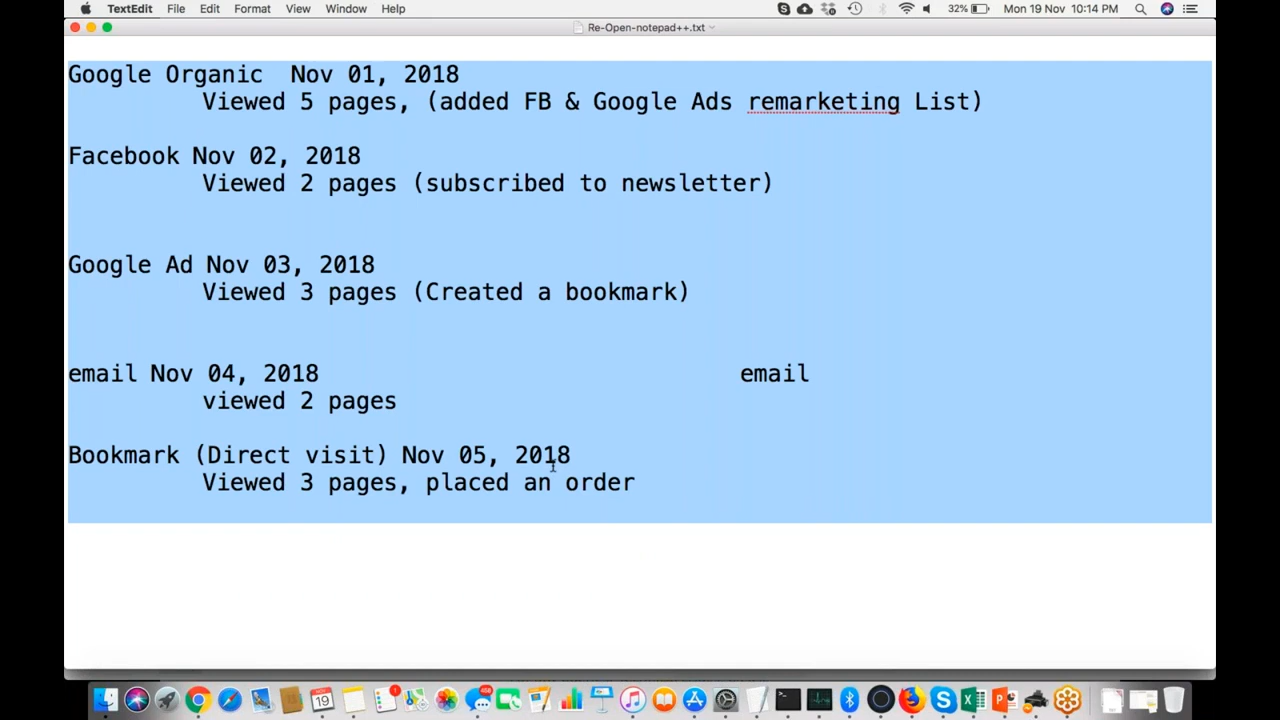 TextEdit File Edit Format View Window Help 32% Mon 19 Nov 10:14 PM
Re-Open-notepad++.txt
Google Organic  Nov 01, 2018
Viewed 5 pages, (added FB & Google Ads remarketing List)
Facebook Nov 02, 2018
Viewed 2 pages (subscribed to newsletter)
Google Ad Nov 03, 2018
Viewed 3 pages (Created a bookmark)
email Nov 04, 2018 email
viewed 2 pages
Bookmark (Direct visit) Nov 05, 2018
Viewed 3 pages, placed an order